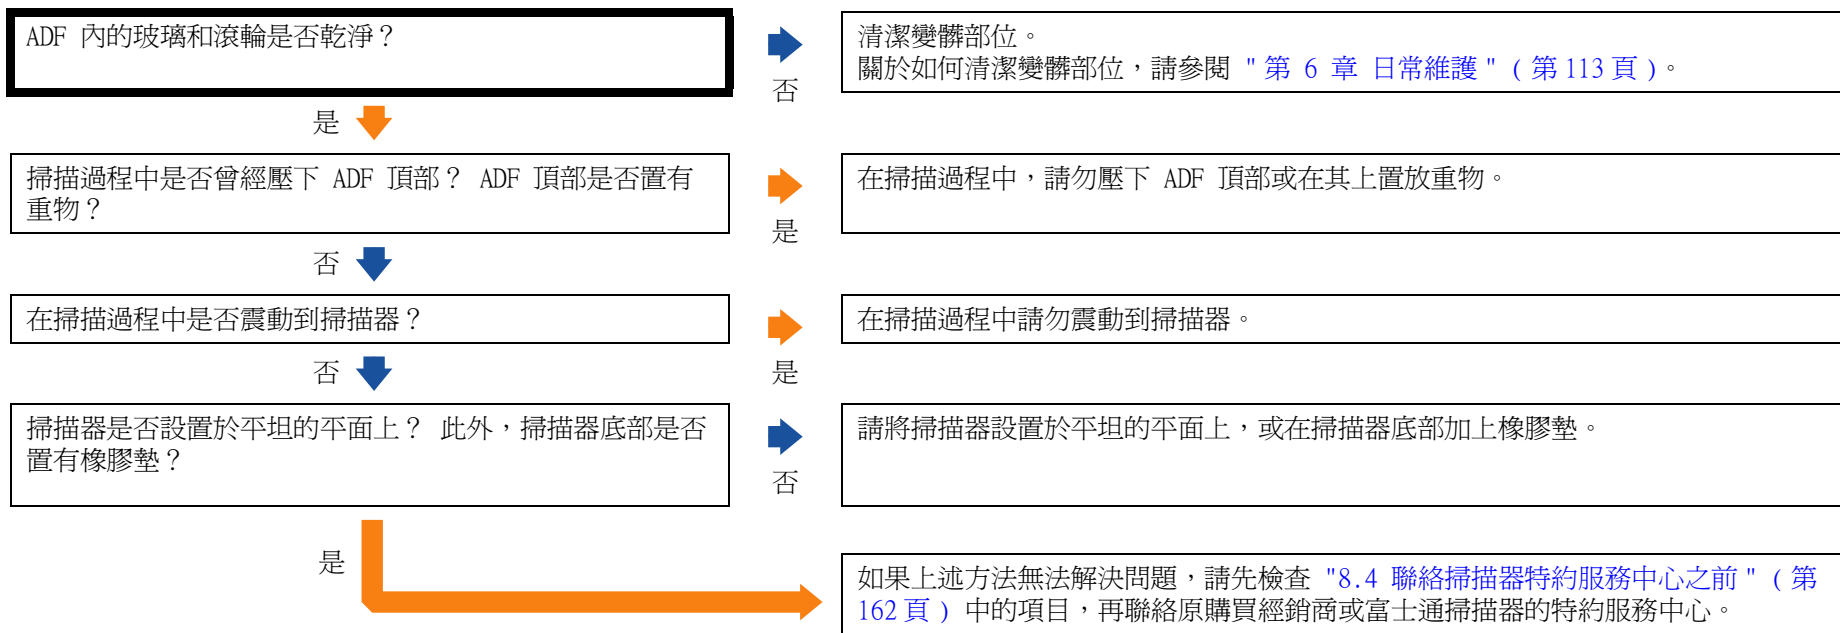 ADF 內的玻璃和滾輪是否乾淨？
清潔變髒部位。
關於如何清潔變髒部位，請參閱 " 第 6 章 日常維護 " ( 第 113 頁 )。
否
是
掃描過程中是否曾經壓下 ADF 頂部？ ADF 頂部是否置有
重物？
在掃描過程中，請勿壓下 ADF 頂部或在其上置放重物。
是
否
在掃描過程中是否震動到掃描器？
在掃描過程中請勿震動到掃描器。
是
否
掃描器是否設置於平坦的平面上？ 此外，掃描器底部是否
置有橡膠墊？
請將掃描器設置於平坦的平面上，或在掃描器底部加上橡膠墊。
否
是
如果上述方法無法解決問題，請先檢查 "8.4 聯絡掃描器特約服務中心之前 " ( 第
162 頁 ) 中的項目，再聯絡原購買經銷商或富士通掃描器的特約服務中心。